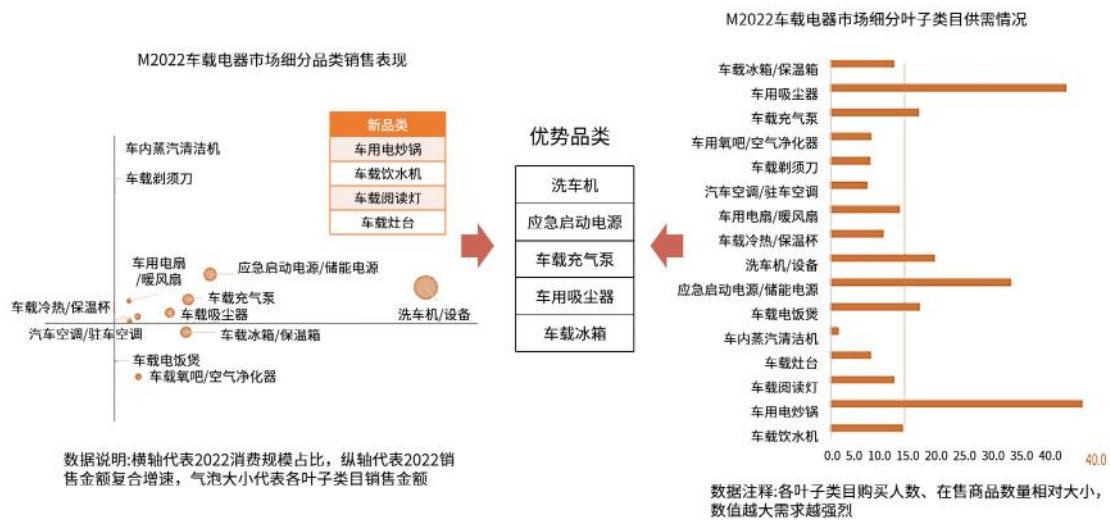 M2022车载电器市场细分品类销售表现
新品类
车用电炒锅
车载饮水机
车载阅读灯
车载灶台
车内蒸汽清洁机
车载剃须刀
车用电扇
/暖风扇
应急启动电源/储能电源
车载充气泵
车载冷热/保温杯
车载吸尘器
洗车机/设备
汽车空调/驻车空调
车载冰箱/保温箱
车载电饭煲
车载氧吧/空气净化器
数据说明:横轴代表2022消费规模占比，纵轴代表2022销
售金额复合增速，气泡大小代表各叶子类目销售金额
优势品类
洗车机
应急启动电源
车载充气泵
车用吸尘器
车载冰箱
M2022车载电器市场细分叶子类目供需情况
车载冰箱/保温箱
车用吸尘器
车载充气泵
车用氧吧/空气净化器
车载剃须刀
汽车空调/驻车空调
车用电扇/暖风扇
车载冷热/保温杯
洗车机/设备
应急启动电源/储能电源
车载电饭煲
车内蒸汽清洁机
车载灶台
车载阅读灯
车用电炒锅
车载饮水机
0.0 5.0 10.0 15.0 20.0 25.0 30.0 35.0 40.0
40.0
数据注释:各叶子类目购买人数、在售商品数量相对大小，
数值越大需求越强烈